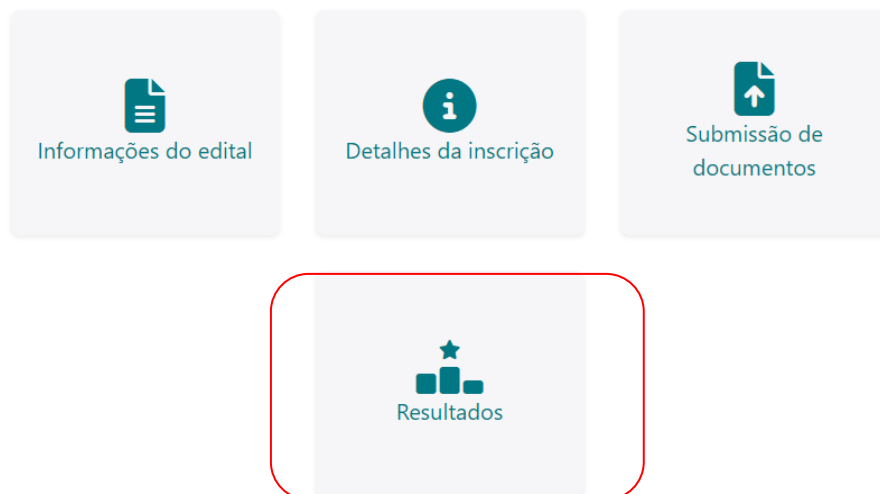 Informações do edital
Detalhes da inscrição
Submissão de
documentos
Resultados